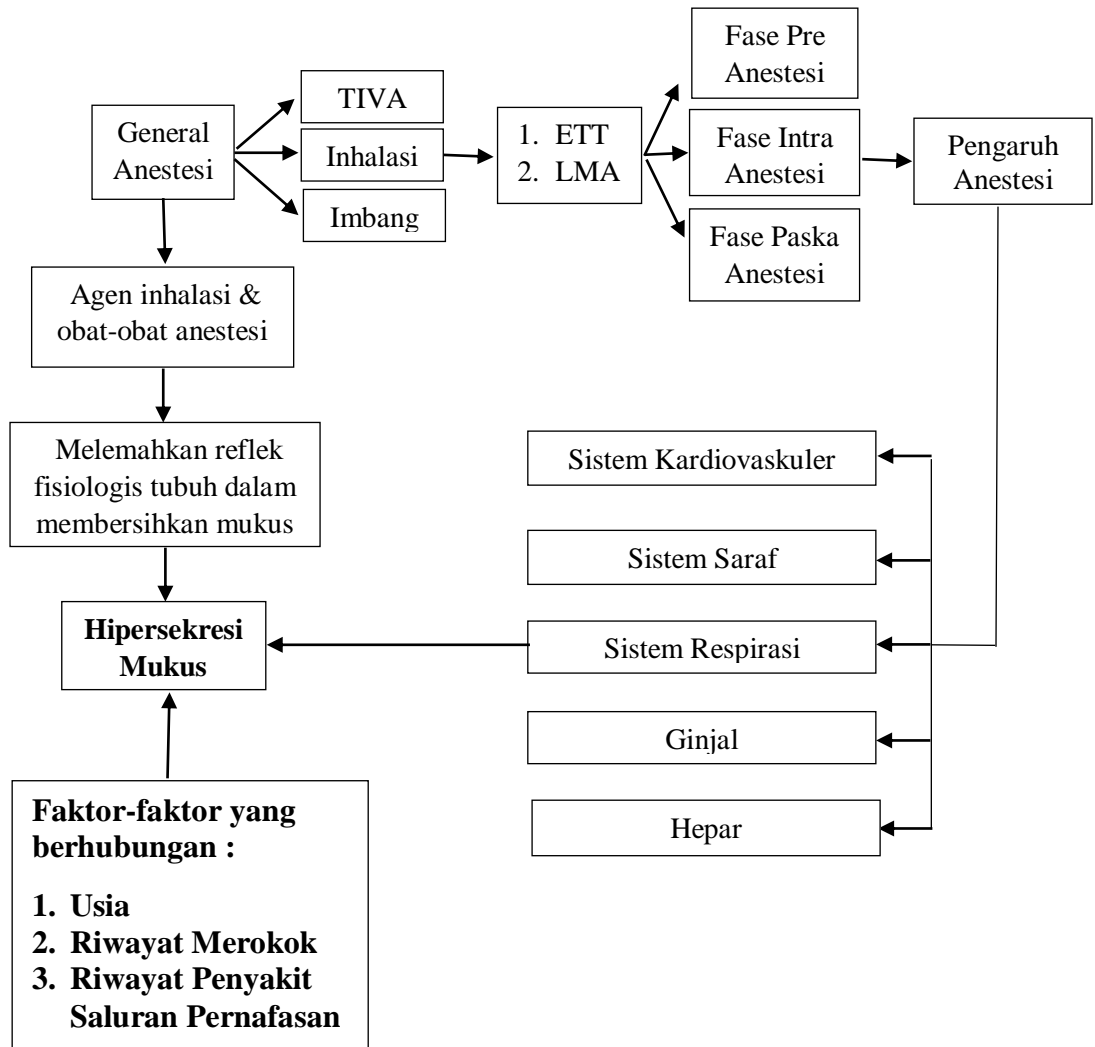 General
Anestesi
TIVA
Inhalasi
Imbang
1. ETT
2. LMA
Fase Pre
Anestesi
Fase Intra
Anestesi
Fase Paska
Anestesi
Pengaruh
Anestesi
Agen inhalasi &
obat-obat anestesi
Melemahkan reflek
fisiologis tubuh dalam
membersihkan mukus
Hipersekresi
Mukus
Sistem Kardiovaskuler
Sistem Saraf
Sistem Respirasi
Ginjal
Hepar
Faktor-faktor yang
berhubungan :
1. Usia
2. Riwayat Merokok
3. Riwayat Penyakit
Saluran Pernafasan